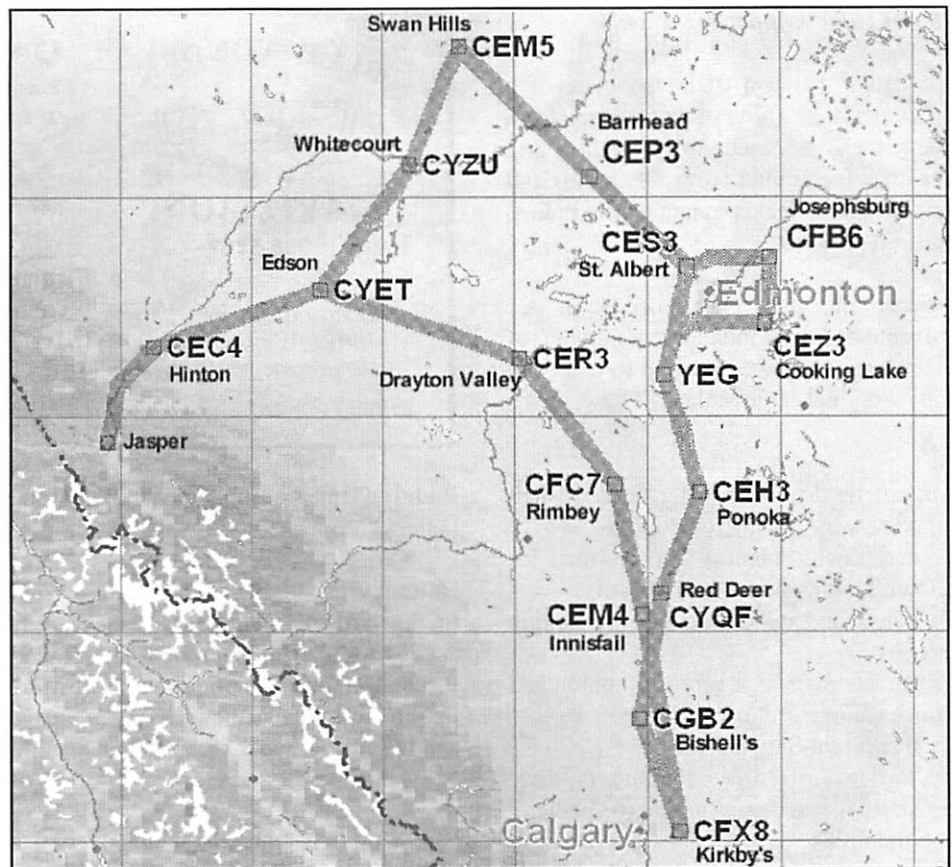 Swan Hills
CEM5
Barrhead
CEP3
Whitecourt
CYZU
Josephsburg
CFB6
CES3
St. Albert
Edson
CYET
Edmonton
CEZ3
Cooking Lake
CEC4
Hinton
CER3
Drayton Valley
YEG
Jasper
CFC7
Rimbey
CEH3
Ponoka
Red Deer
CYQF
CEM4
Innisfail
CGB2
Bishell's
Calgary
CFX8
Kirkby's